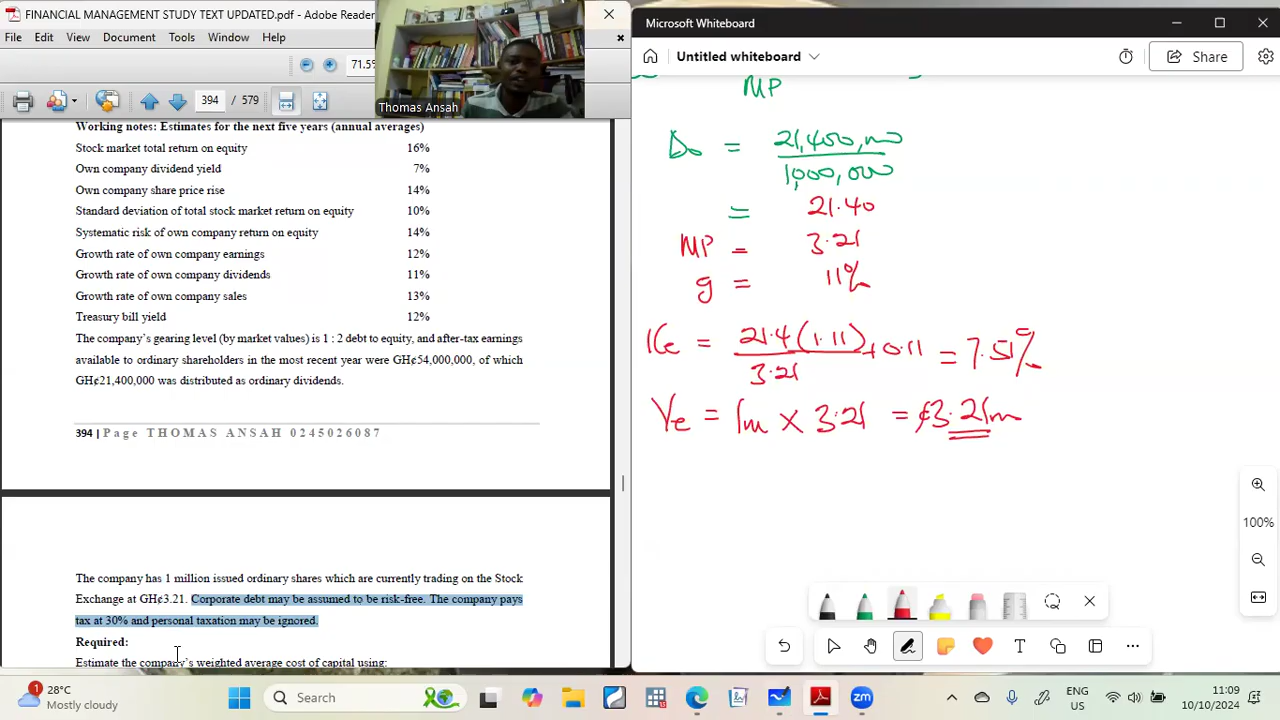 FINANCIAL MANAGEMENT STUDY TEXT UPDATED.pdf - Adobe Reader
File Edit View Document Tools Window Help
394 / 579 71.5%
Thomas Ansah
Working notes: Estimates for the next five years (annual averages)
Stock market total return on equity 16%
Own company dividend yield 7%
Own company share price rise 14%
Standard deviation of total stock market return on equity 10%
Systematic risk of own company return on equity 14%
Growth rate of own company earnings 12%
Growth rate of own company dividends 11%
Growth rate of own company sales 13%
Treasury bill yield 12%
The company's gearing level (by market values) is 1 : 2 debt to equity, and after-tax earnings
available to ordinary shareholders in the most recent year were GH¢54,000,000, of which
GH¢21,400,000 was distributed as ordinary dividends.
394 | Page THOMAS ANSAH 0245026087
The company has 1 million issued ordinary shares which are currently trading on the Stock
Exchange at GH¢3.21. Corporate debt may be assumed to be risk-free. The company pays
tax at 30% and personal taxation may be ignored.
Required:
Estimate the company's weighted average cost of capital using:
Microsoft Whiteboard
Untitled whiteboard
Share
MP
Do = 21,400,000
1,000,000
= 21.40
MP = 3.21
g = 11%
Ke = 21.4(1.11) + 0.11 = 7.51%
3.21
Ve = 1m × 3.21 = ¢3.21m
100%
1
28°C
Mostly cloudy
Search
ENG
US
11:09
10/10/2024